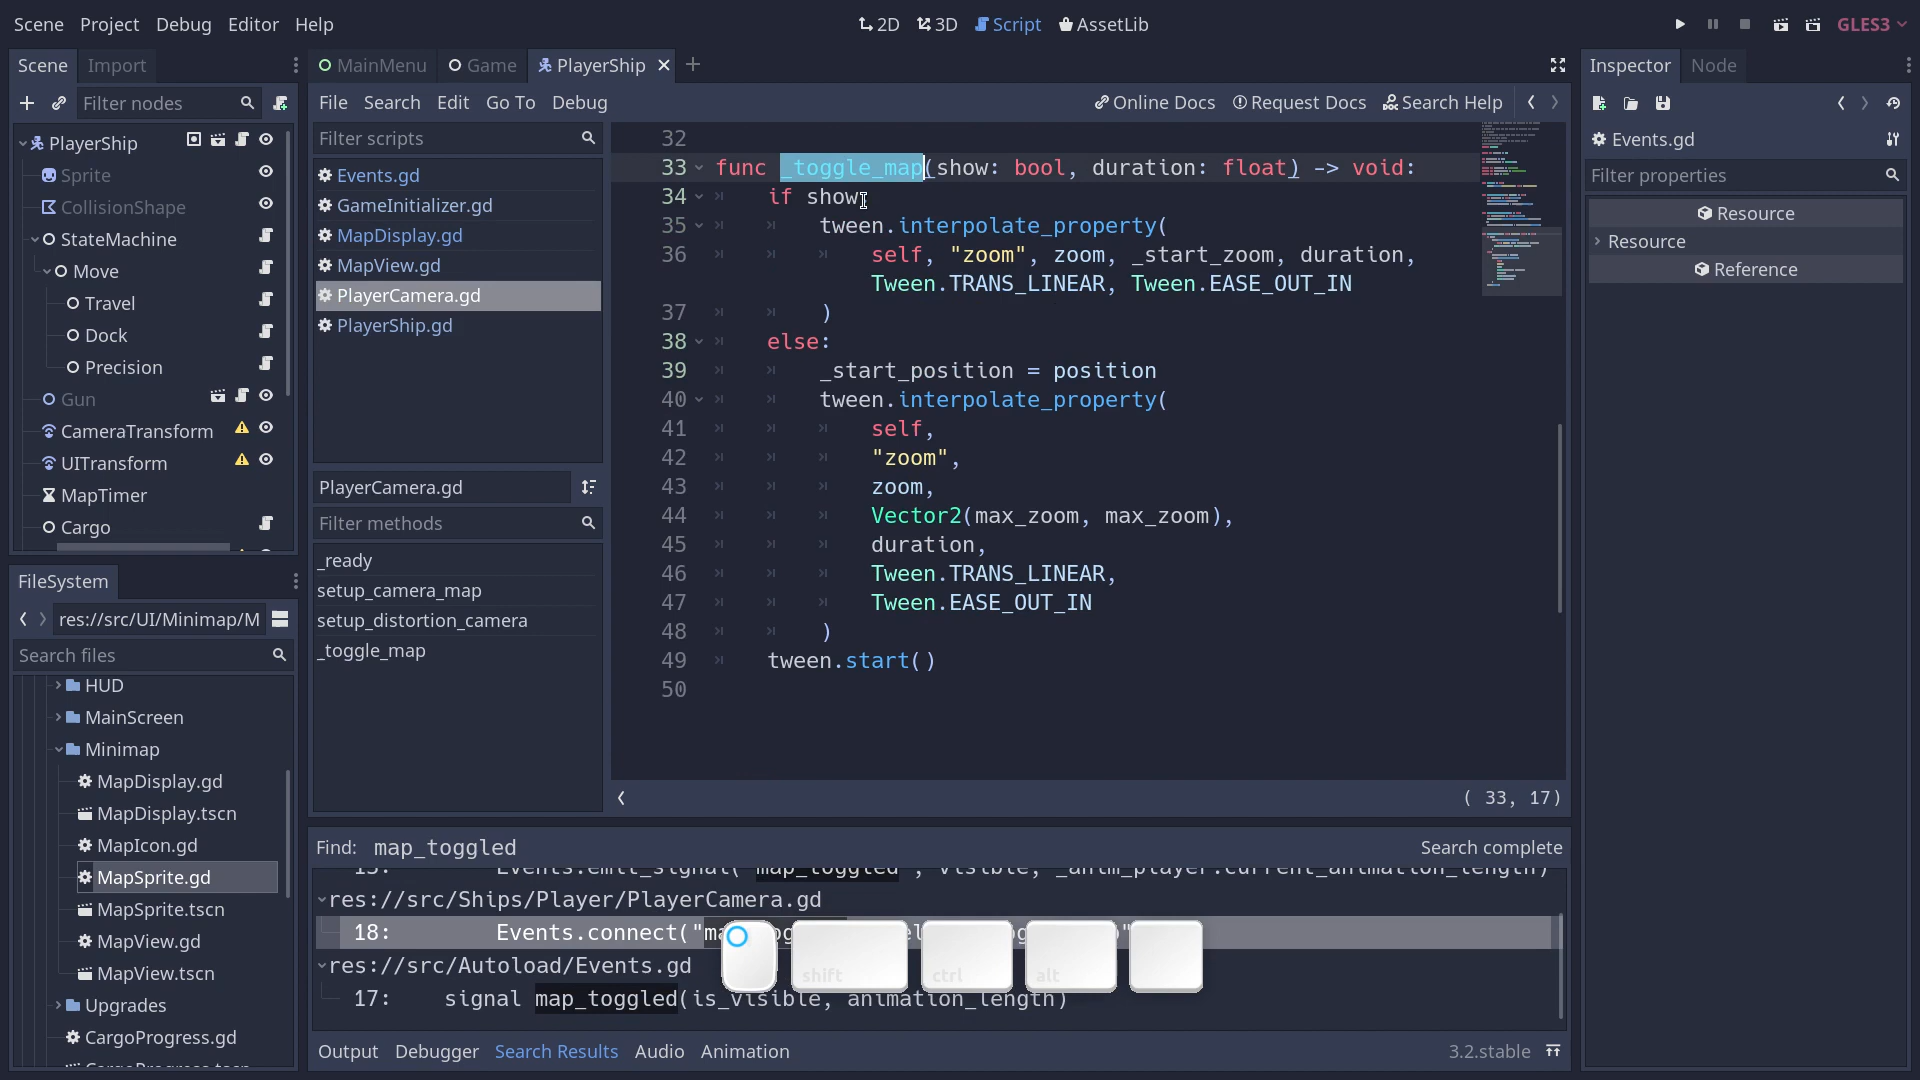 Scene Project Debug Editor Help
2D 3D Script AssetLib
GLES3
Scene Import
Filter nodes
PlayerShip
Sprite
CollisionShape
StateMachine
Move
Travel
Dock
Precision
Gun
CameraTransform
UITransform
MapTimer
Cargo
FileSystem
res://src/UI/Minimap/M
Search files
HUD
MainScreen
Minimap
MapDisplay.gd
MapDisplay.tscn
MapIcon.gd
MapSprite.gd
MapSprite.tscn
MapView.gd
MapView.tscn
Upgrades
CargoProgress.gd
MainMenu Game PlayerShip
File Search Edit Go To Debug
Online Docs Request Docs Search Help
Filter scripts
Events.gd
GameInitializer.gd
MapDisplay.gd
MapView.gd
PlayerCamera.gd
PlayerShip.gd
PlayerCamera.gd
Filter methods
_ready
setup_camera_map
setup_distortion_camera
_toggle_map
32
33 func _toggle_map(show: bool, duration: float) -> void:
34 if show:
35 tween.interpolate_property(
36 self, "zoom", zoom, _start_zoom, duration,
Tween.TRANS_LINEAR, Tween.EASE_OUT_IN
37 )
38 else:
39 _start_position = position
40 tween.interpolate_property(
41 self,
42 "zoom",
43 zoom,
44 Vector2(max_zoom, max_zoom),
45 duration,
46 Tween.TRANS_LINEAR,
47 Tween.EASE_OUT_IN
48 )
49 tween.start()
50
( 33, 17)
Find: map_toggled
Search complete
res://src/Ships/Player/PlayerCamera.gd
18: Events.connect("
res://src/Autoload/Events.gd
17: signal map_toggled(is_visible, animation_length)
shift ctrl alt
Output Debugger Search Results Audio Animation
3.2.stable
Inspector Node
Events.gd
Filter properties
Resource
Resource
Reference